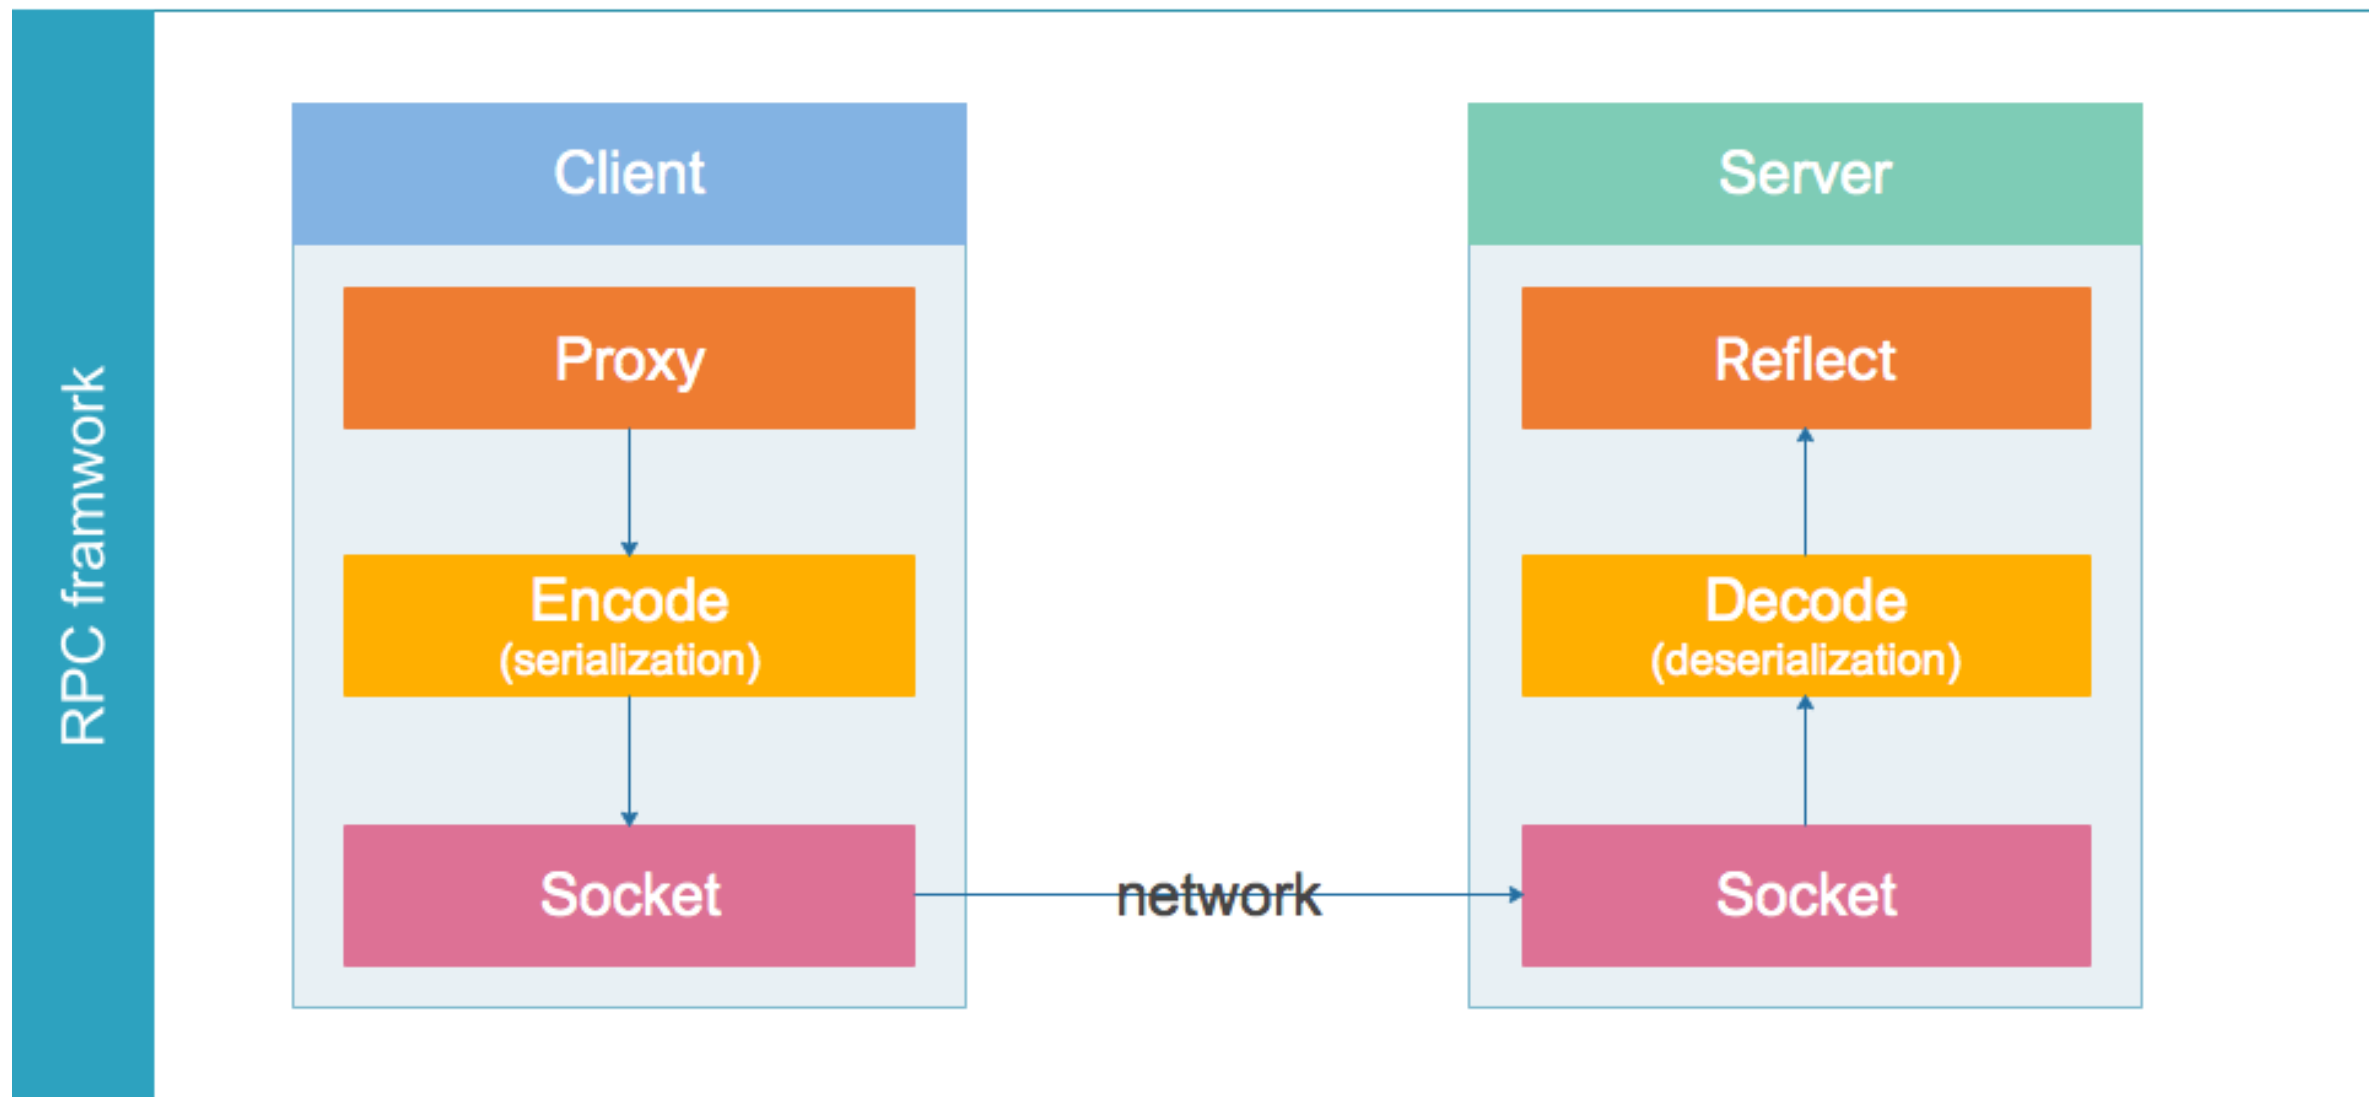 RPC framwork
Client
Proxy
Encode
(serialization)
Socket
network
Server
Reflect
Decode
(deserialization)
Socket